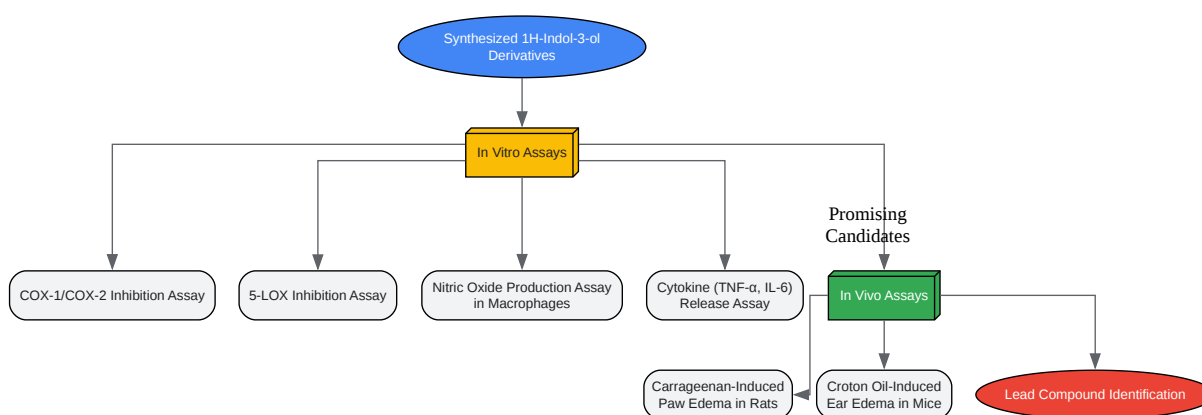 Synthesized 1H-Indol-3-ol
Derivatives
In Vitro Assays
Promising
Candidates
COX-1/COX-2 Inhibition Assay
5-LOX Inhibition Assay
Nitric Oxide Production Assay
in Macrophages
Cytokine (TNF-α, IL-6)
Release Assay
In Vivo Assays
Carrageenan-Induced
Paw Edema in Rats
Croton Oil-Induced
Ear Edema in Mice
Lead Compound Identification